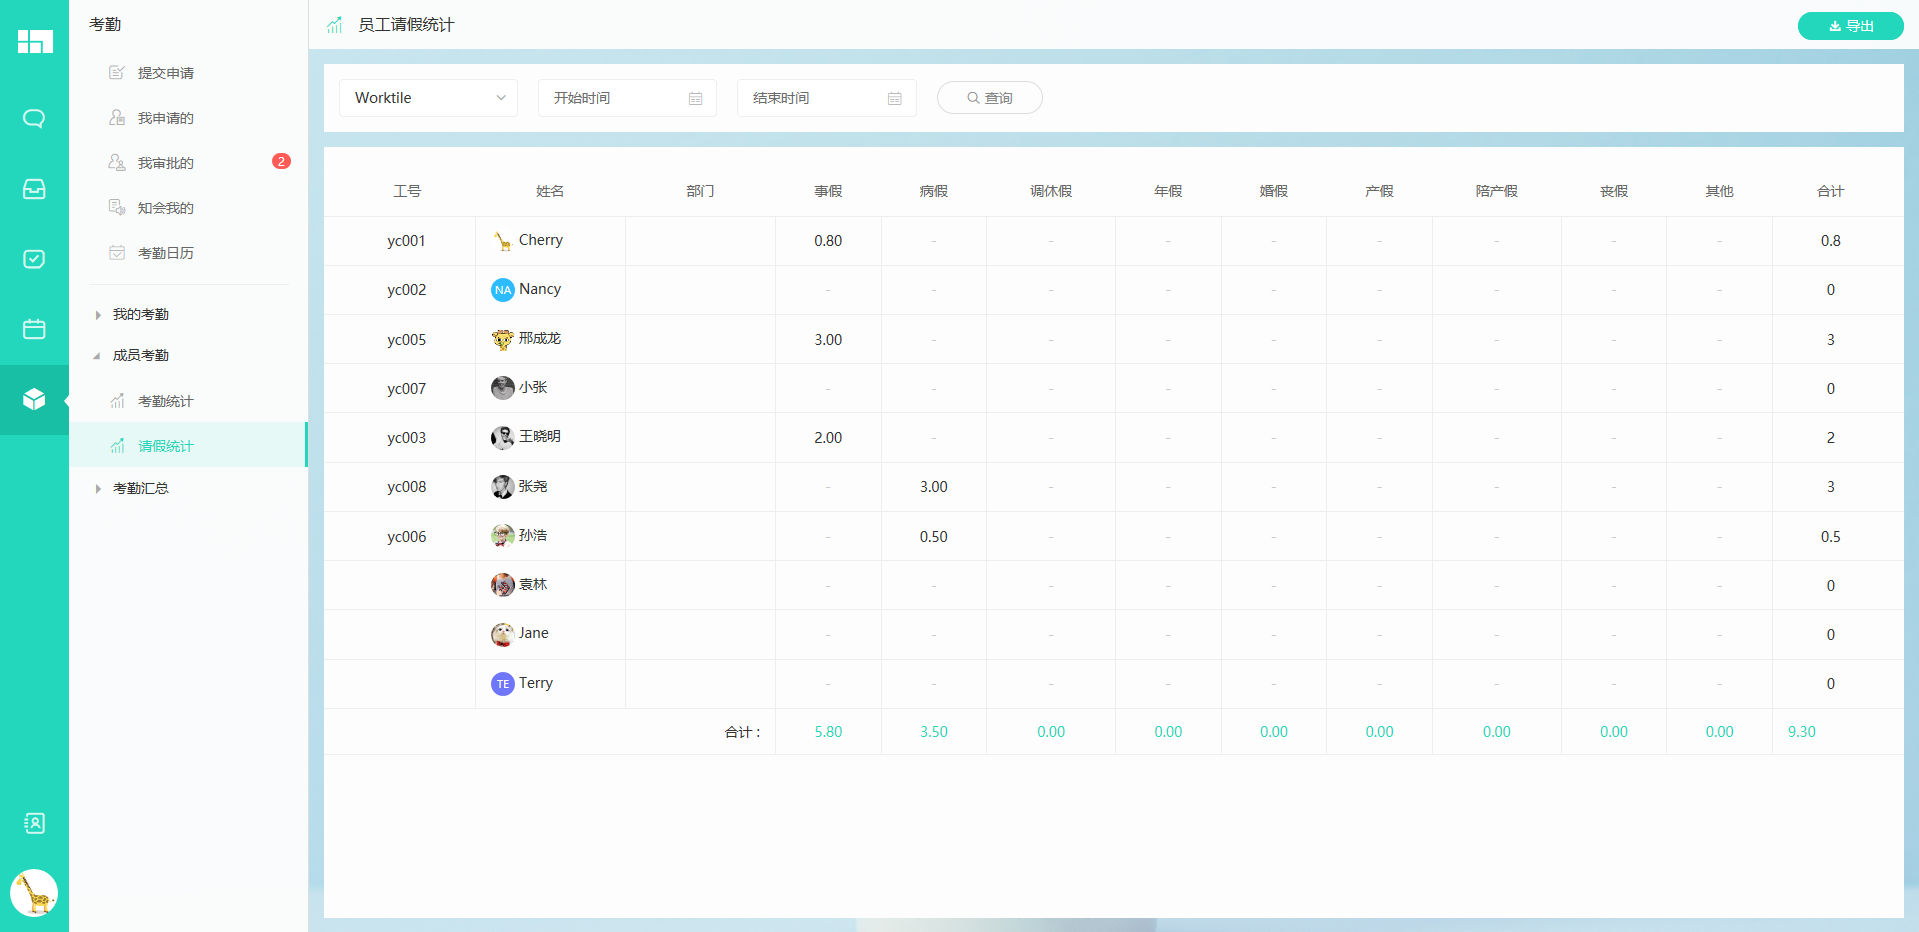 考勤
提交申请
我申请的
我审批的 2
知会我的
考勤日历
我的考勤
成员考勤
考勤统计
请假统计
考勤汇总
员工请假统计 导出
Worktile 开始时间 结束时间 查询
工号 姓名 部门 事假 病假 调休假 年假 婚假 产假 陪产假 丧假 其他 合计
yc001 Cherry 0.80 - - - - - - - - 0.8
yc002 NA Nancy - - - - - - - - - 0
yc005 邢成龙 3.00 - - - - - - - - 3
yc007 小张 - - - - - - - - - 0
yc003 王晓明 2.00 - - - - - - - - 2
yc008 张尧 - 3.00 - - - - - - - 3
yc006 孙浩 - 0.50 - - - - - - - 0.5
袁林 - - - - - - - - - 0
Jane - - - - - - - - - 0
TE Terry - - - - - - - - - 0
合计： 5.80 3.50 0.00 0.00 0.00 0.00 0.00 0.00 0.00 9.30